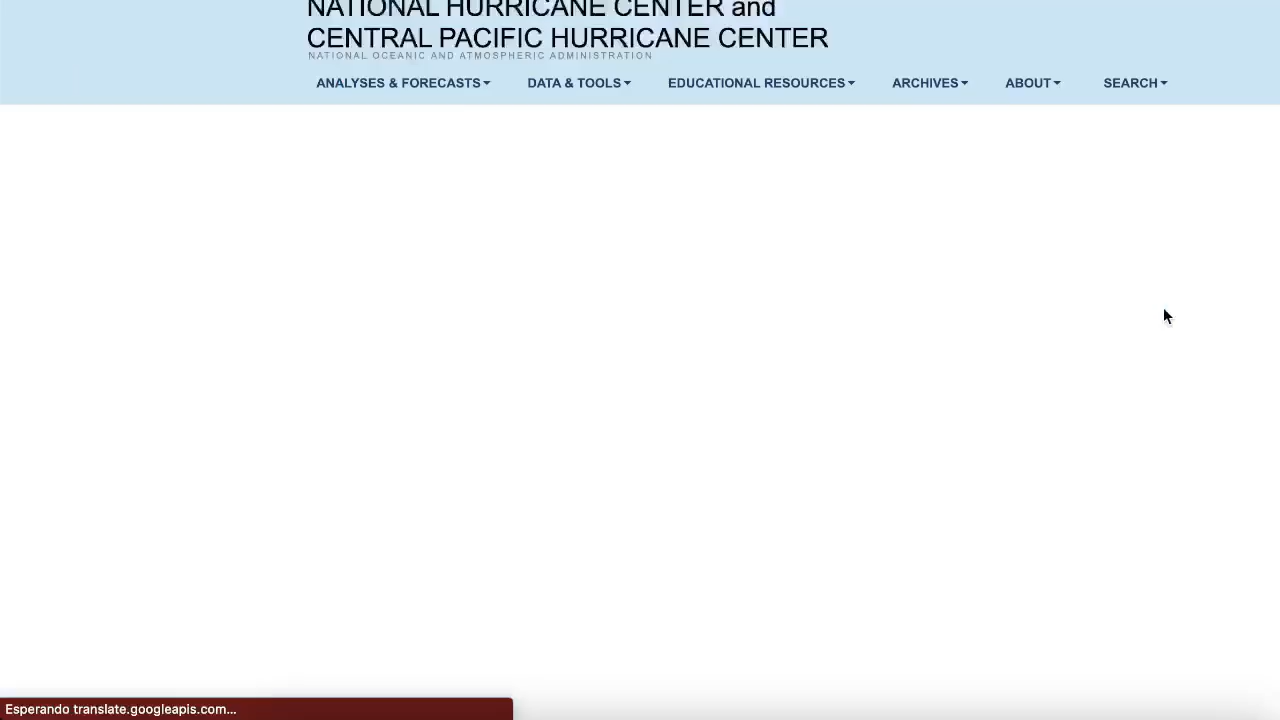 NATIONAL HURRICANE CENTER and
CENTRAL PACIFIC HURRICANE CENTER
NATIONAL OCEANIC AND ATMOSPHERIC ADMINISTRATION
ANALYSES & FORECASTS DATA & TOOLS EDUCATIONAL RESOURCES ARCHIVES ABOUT SEARCH
Esperando translate.googleapis.com...